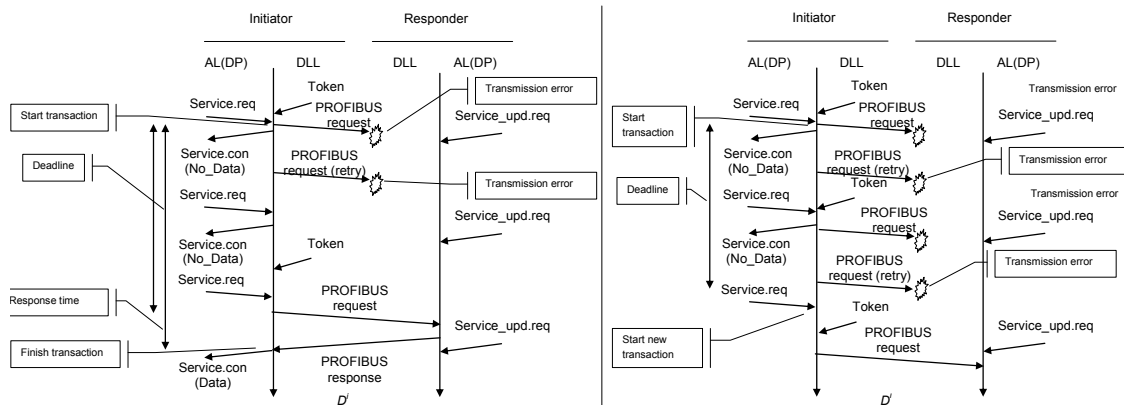 Initiator
Responder
AL(DP)
DLL
DLL
AL(DP)
Token
Transmission error
Service.req
PROFIBUS
request
Start transaction
Service_upd.req
Service.con
(No_Data)
PROFIBUS
request (retry)
Deadline
Transmission error
Service.req
Service_upd.req
Service.con
(No_Data)
Token
Service.req
Response time
PROFIBUS
request
Service_upd.req
Finish transaction
Service.con
(Data)
PROFIBUS
response
D^i
Initiator
Responder
AL(DP)
DLL
DLL
AL(DP)
Token
Transmission error
Service.req
PROFIBUS
request
Service_upd.req
Start
transaction
Service.con
(No_Data)
PROFIBUS
request (retry)
Transmission error
Token
Deadline
Service.req
Transmission error
PROFIBUS
request
Service_upd.req
Service.con
(No_Data)
Transmission error
PROFIBUS
request (retry)
Service.req
Token
Service_upd.req
Start new
transaction
PROFIBUS
request
D^i